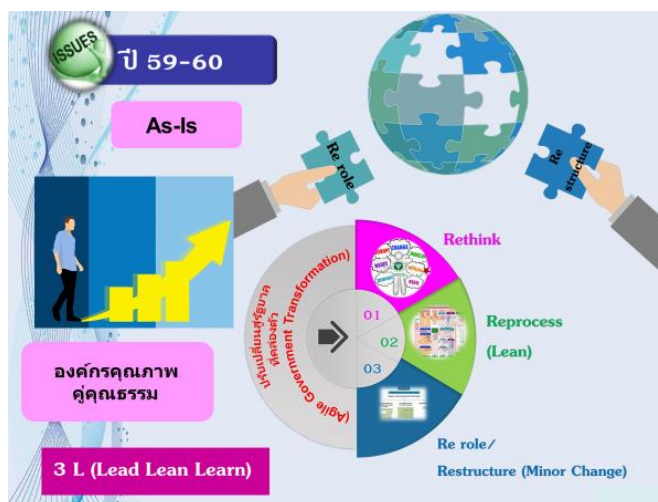 ISSUES
ปี 59-60
As-Is
Re role
Re
structure
ปรับเปลี่ยนสู่รัฐบาล
ที่คล่องตัว
(Agile Government Transformation)
Rethink
CHANGE
01
02
03
Reprocess
(Lean)
องค์กรคุณภาพ
คู่คุณธรรม
Re role/
Restructure (Minor Change)
3 L (Lead Lean Learn)